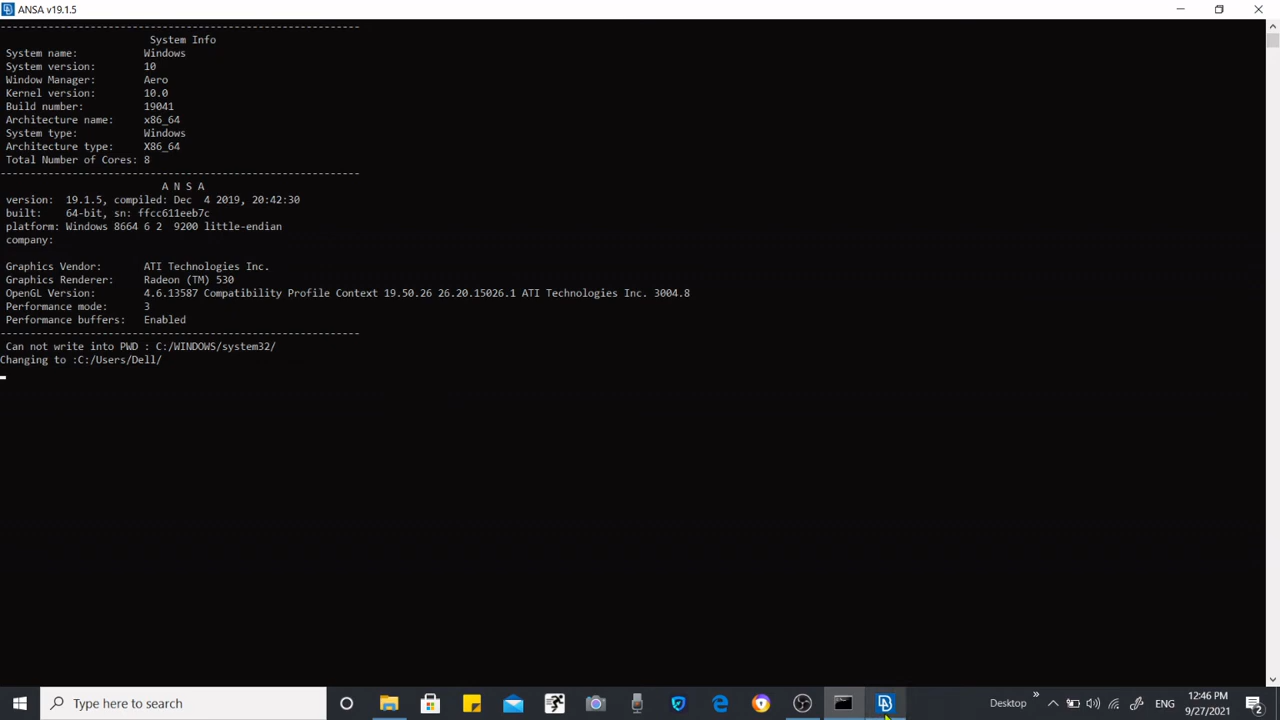 ANSA v19.1.5
System Info
System name: Windows
System version: 10
Window Manager: Aero
Kernel version: 10.0
Build number: 19041
Architecture name: x86_64
System type: Windows
Architecture type: X86_64
Total Number of Cores: 8
A N S A
version: 19.1.5, compiled: Dec 4 2019, 20:42:30
built: 64-bit, sn: ffcc611eeb7c
platform: Windows 8664 6 2 9200 little-endian
company:
Graphics Vendor: ATI Technologies Inc.
Graphics Renderer: Radeon (TM) 530
OpenGL Version: 4.6.13587 Compatibility Profile Context 19.50.26 26.20.15026.1 ATI Technologies Inc. 3004.8
Performance mode: 3
Performance buffers: Enabled
Can not write into PWD : C:/WINDOWS/system32/
Changing to :C:/Users/Dell/
Type here to search
Desktop
ENG
12:46 PM
9/27/2021
2